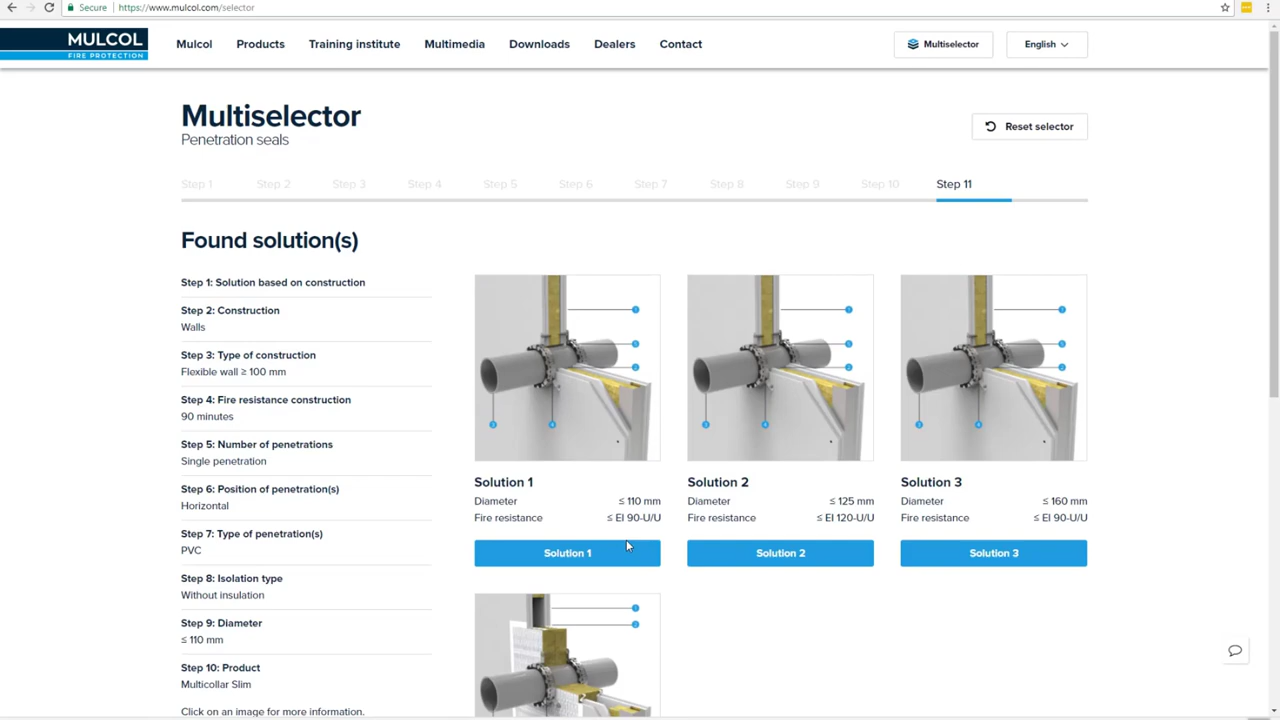 Secure
https://www.mulcol.com/selector
MULCOL
FIRE PROTECTION
Mulcol
Products
Training institute
Multimedia
Downloads
Dealers
Contact
Multiselector
English
Multiselector
Penetration seals
Reset selector
Step 1
Step 2
Step 3
Step 4
Step 5
Step 6
Step 7
Step 8
Step 9
Step 10
Step 11
Found solution(s)
Step 1: Solution based on construction
Step 2: Construction
Walls
Step 3: Type of construction
Flexible wall ≥ 100 mm
Step 4: Fire resistance construction
90 minutes
Step 5: Number of penetrations
Single penetration
Step 6: Position of penetration(s)
Horizontal
Step 7: Type of penetration(s)
PVC
Step 8: Isolation type
Without insulation
Step 9: Diameter
≤ 110 mm
Step 10: Product
Multicollar Slim
Click on an image for more information.
Solution 1
Diameter ≤ 110 mm
Fire resistance ≤ EI 90-U/U
Solution 1
Solution 2
Diameter ≤ 125 mm
Fire resistance ≤ EI 120-U/U
Solution 2
Solution 3
Diameter ≤ 160 mm
Fire resistance ≤ EI 90-U/U
Solution 3